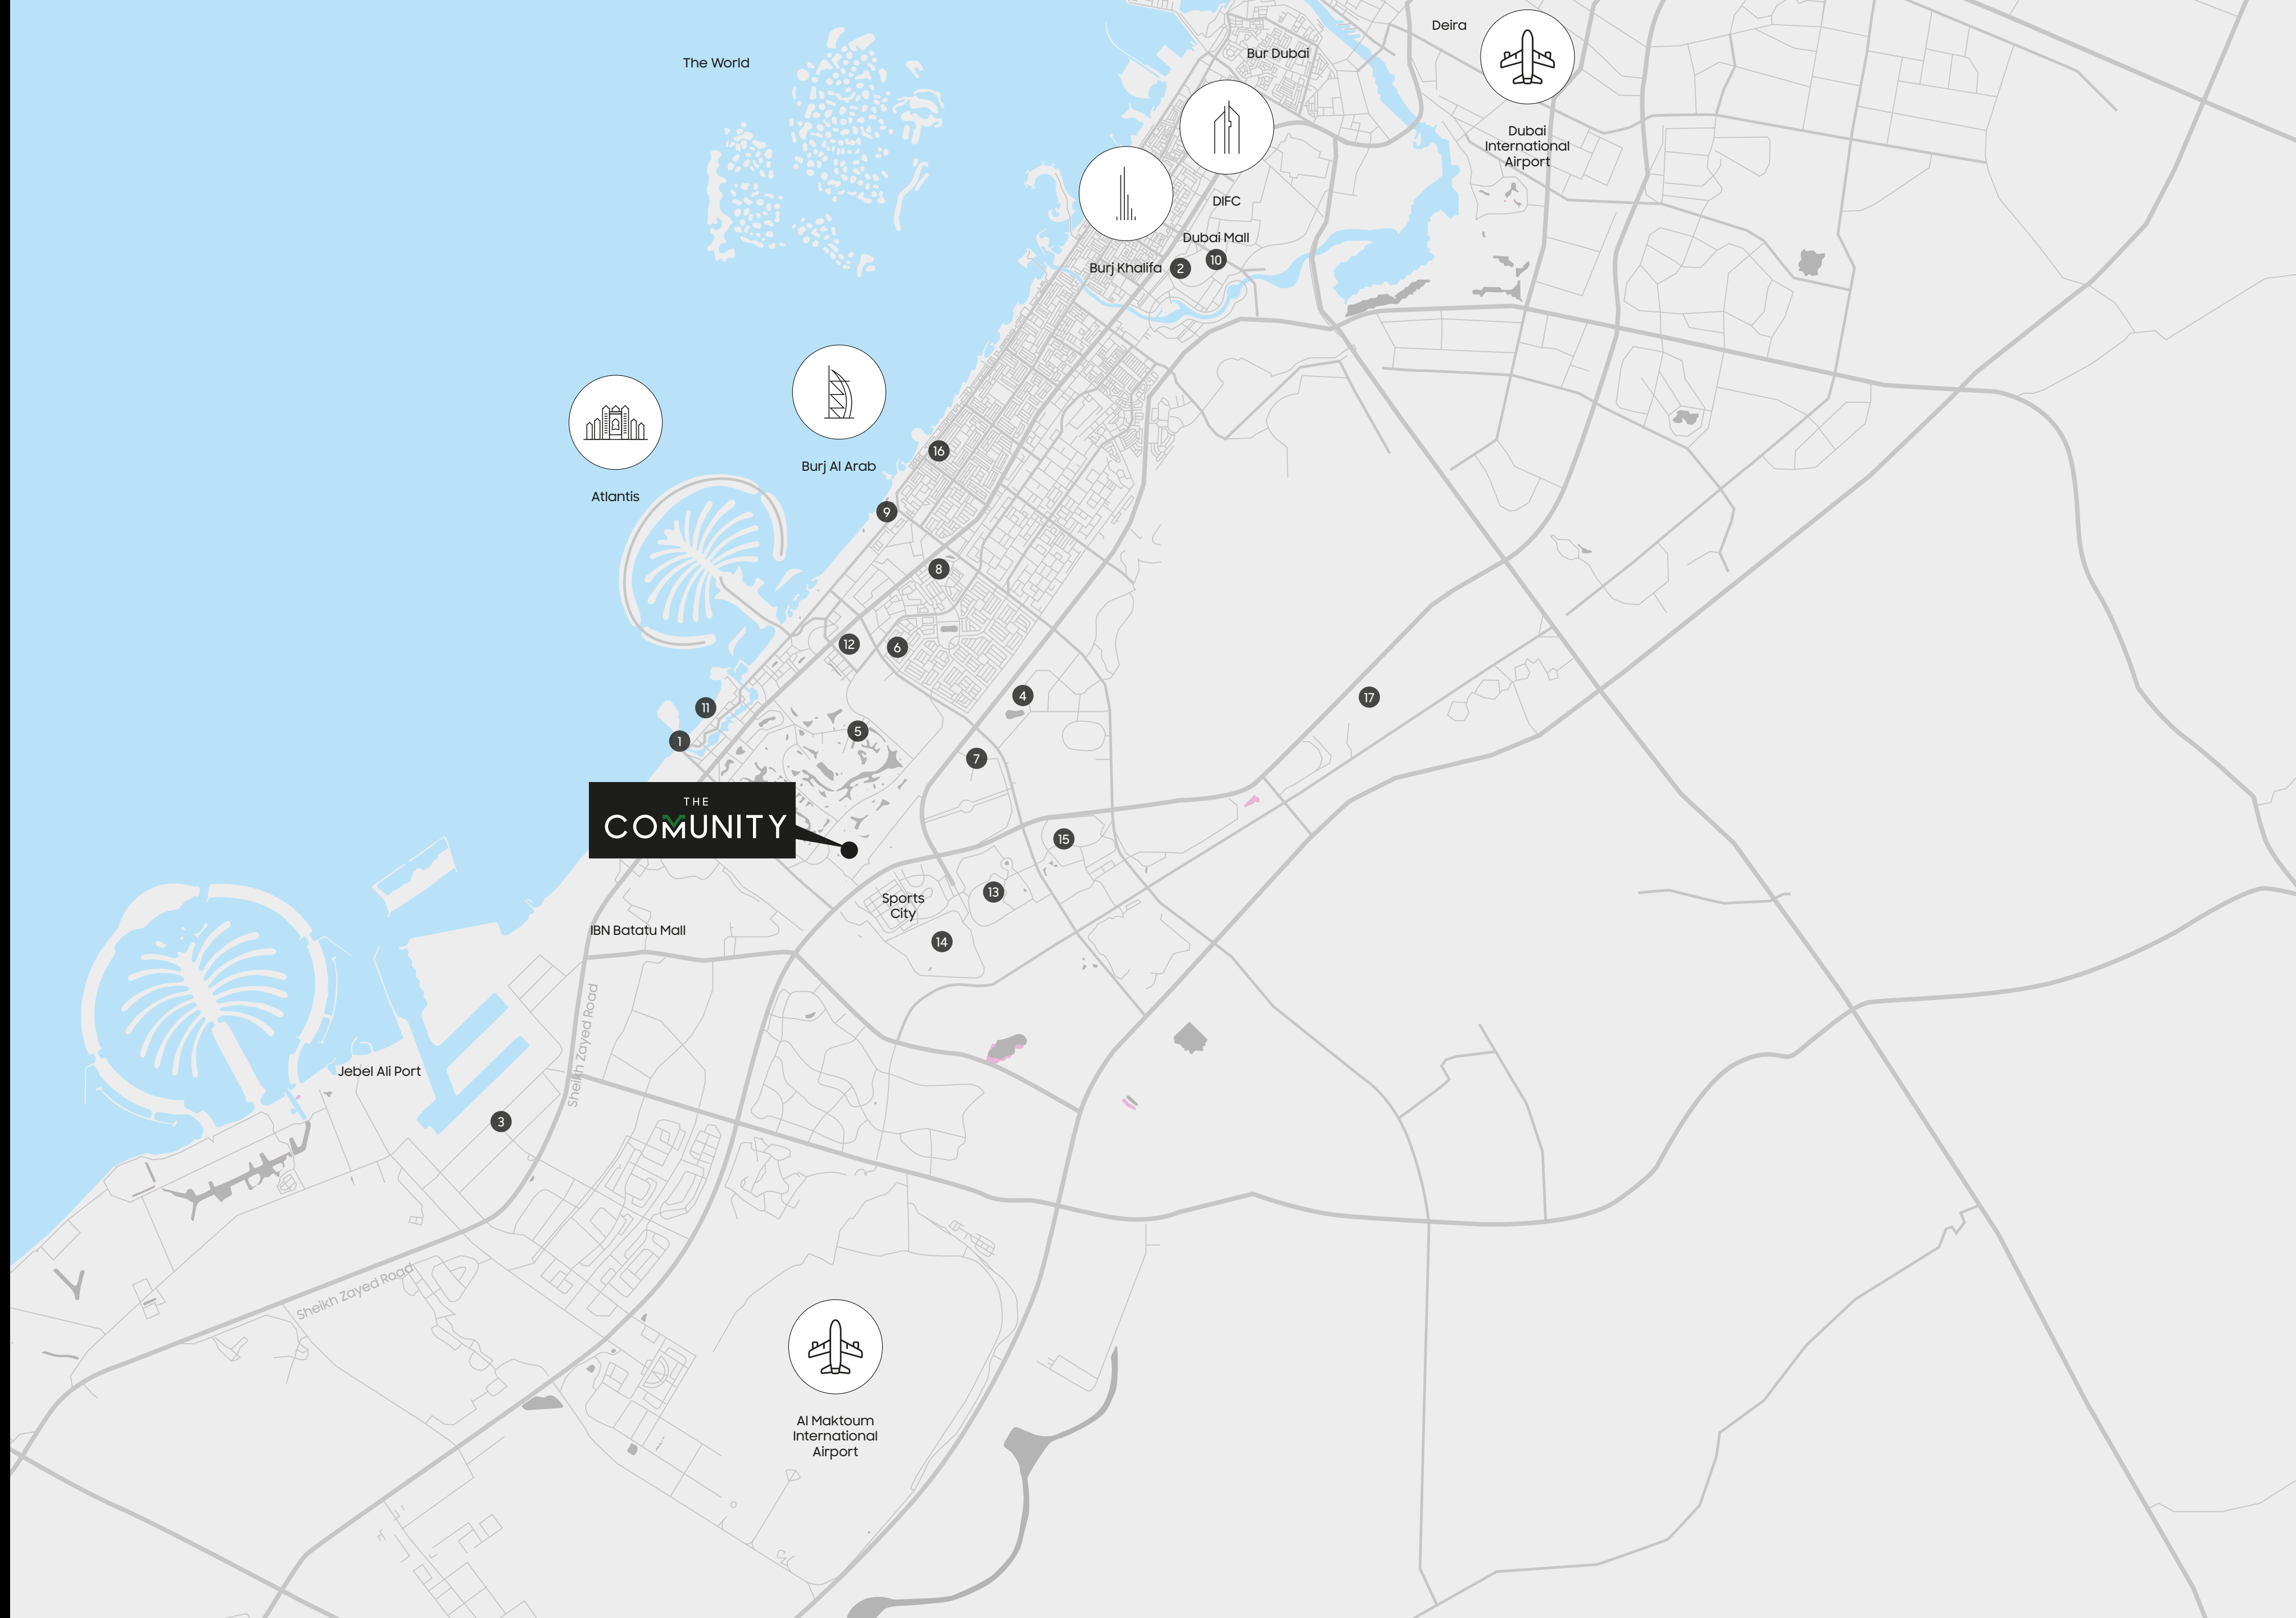 Deira
Bur Dubai
The World
Dubai
International
Airport
DIFC
Dubai Mall
Burj Khalifa
2
10
16
Burj Al Arab
Atlantis
9
8
12
6
4
17
11
5
1
7
THE
COMUNITY
15
Sports
City
13
IBN Batatu Mall
14
Sheikh Zayed Road
Jebel Ali Port
3
Sheikh Zayed Road
Al Maktoum
International
Airport